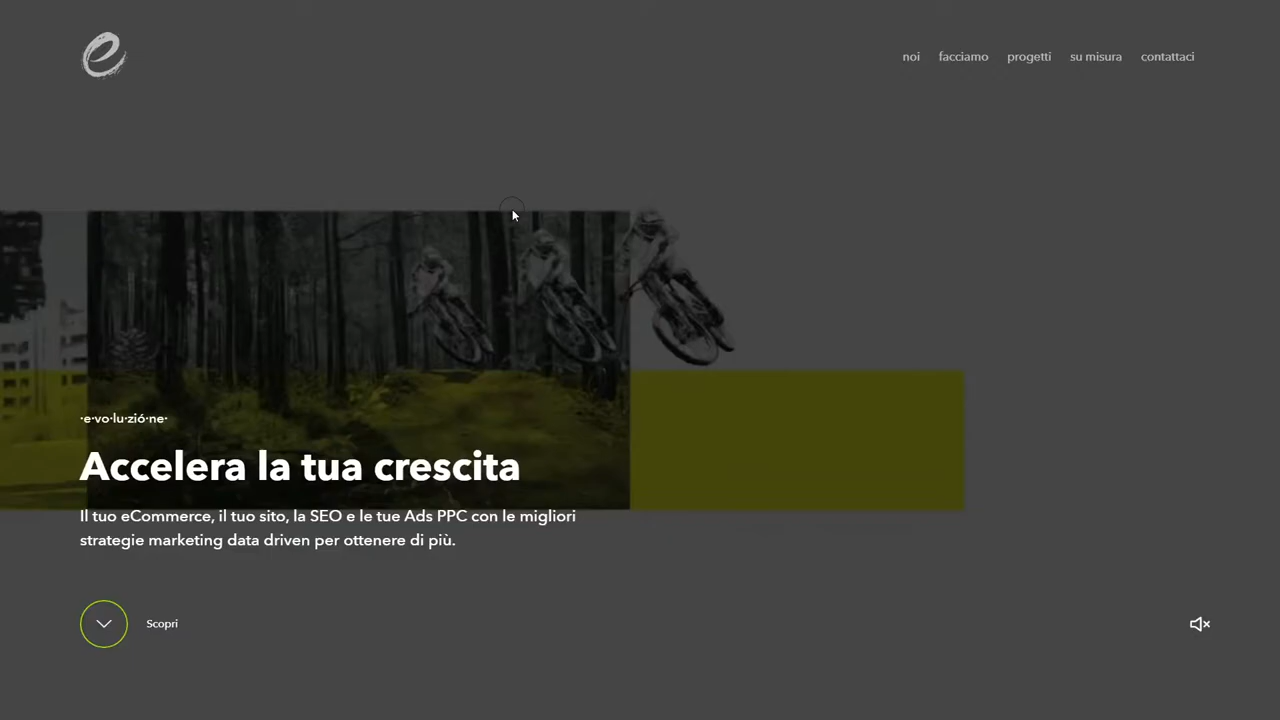 e
noi
facciamo
progetti
su misura
contattaci
·e·vo·lu·zió·ne·
Accelera la tua crescita
Il tuo eCommerce, il tuo sito, la SEO e le tue Ads PPC con le migliori
strategie marketing data driven per ottenere di più.
Scopri